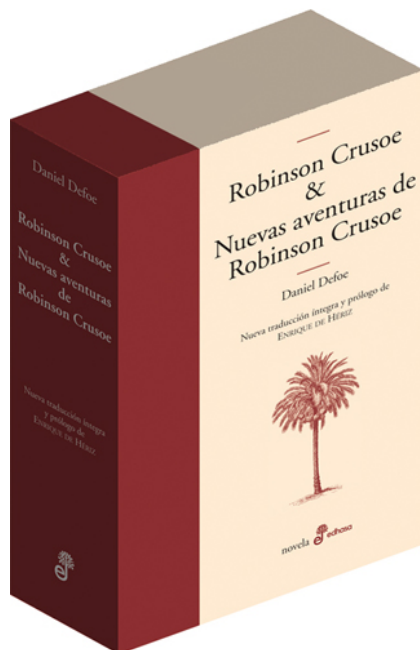 Daniel Defoe
Robinson Crusoe
&
Nuevas aventuras
de
Robinson Crusoe
Nueva traducción íntegra
y prólogo de
ENRIQUE DE HÉRIZ
Robinson Crusoe
&
Nuevas aventuras de
Robinson Crusoe
Daniel Defoe
Nueva traducción íntegra y prólogo de
ENRIQUE DE HÉRIZ
novela edhasa